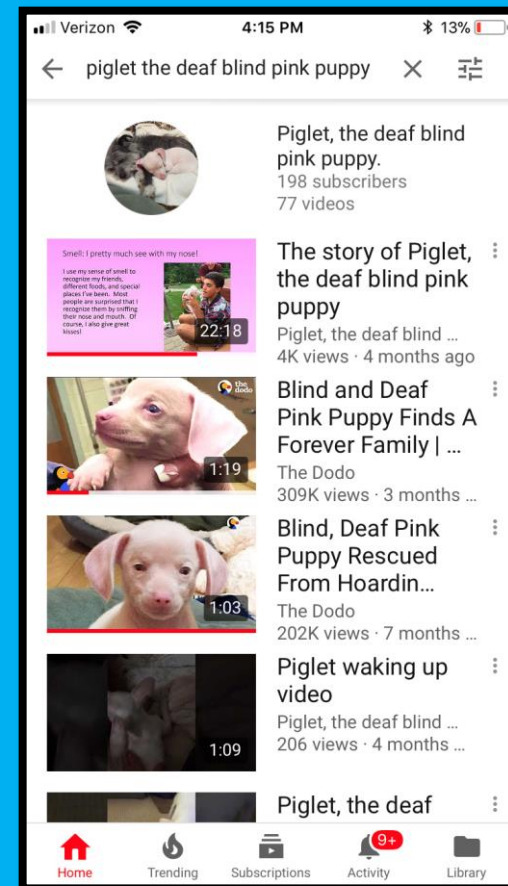 Verizon 4:15 PM 13%
piglet the deaf blind pink puppy
Piglet, the deaf blind
pink puppy.
198 subscribers
77 videos
Smell: I pretty much see with my nose!
I use my sense of smell to
recognize my friends,
different foods, and special
places I've been. Most
people are surprised that I
recognize them by sniffing
their nose and mouth. Of
course, I also give great
kisses!
22:18
The story of Piglet,
the deaf blind pink
puppy
Piglet, the deaf blind ...
4K views · 4 months ago
the
dodo
1:19
Blind and Deaf
Pink Puppy Finds A
Forever Family | ...
The Dodo
309K views · 3 months ...
1:03
Blind, Deaf Pink
Puppy Rescued
From Hoardin...
The Dodo
202K views · 7 months ...
1:09
Piglet waking up
video
Piglet, the deaf blind ...
206 views · 4 months ...
Piglet, the deaf
9+
Home Trending Subscriptions Activity Library